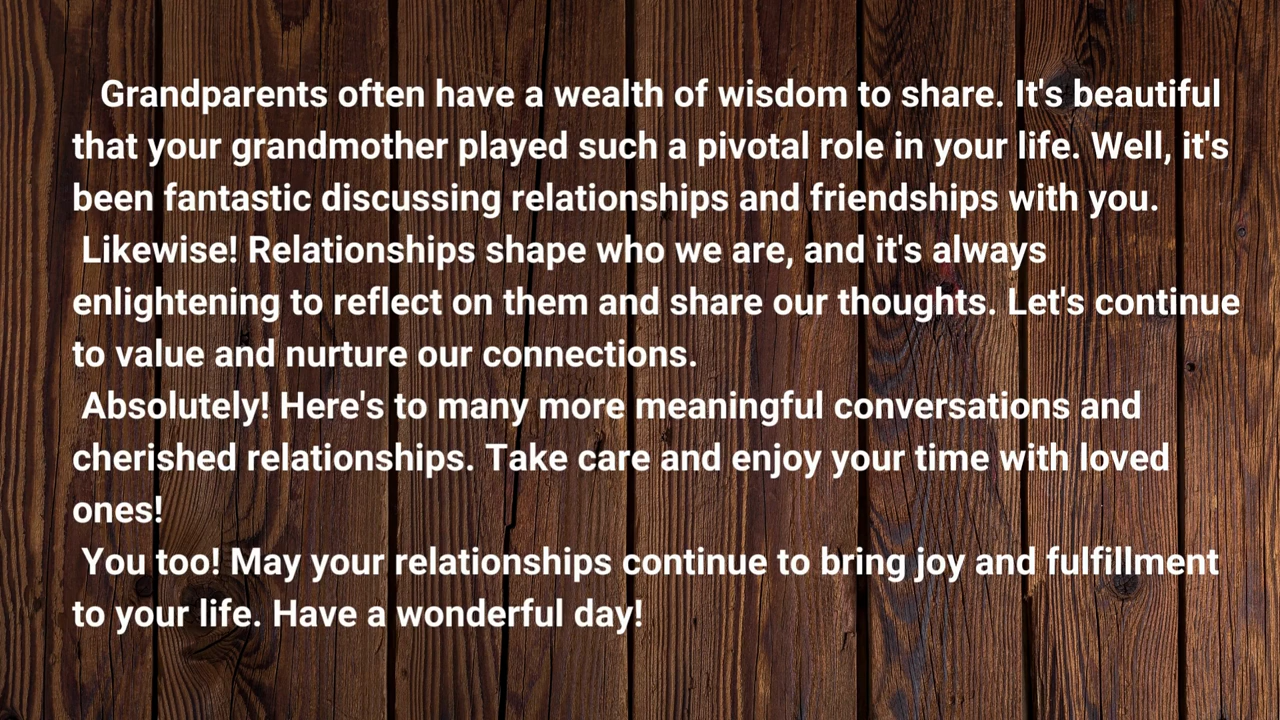 Grandparents often have a wealth of wisdom to share. It's beautiful
that your grandmother played such a pivotal role in your life. Well, it's
been fantastic discussing relationships and friendships with you.
Likewise! Relationships shape who we are, and it's always
enlightening to reflect on them and share our thoughts. Let's continue
to value and nurture our connections.
Absolutely! Here's to many more meaningful conversations and
cherished relationships. Take care and enjoy your time with loved
ones!
You too! May your relationships continue to bring joy and fulfillment
to your life. Have a wonderful day!